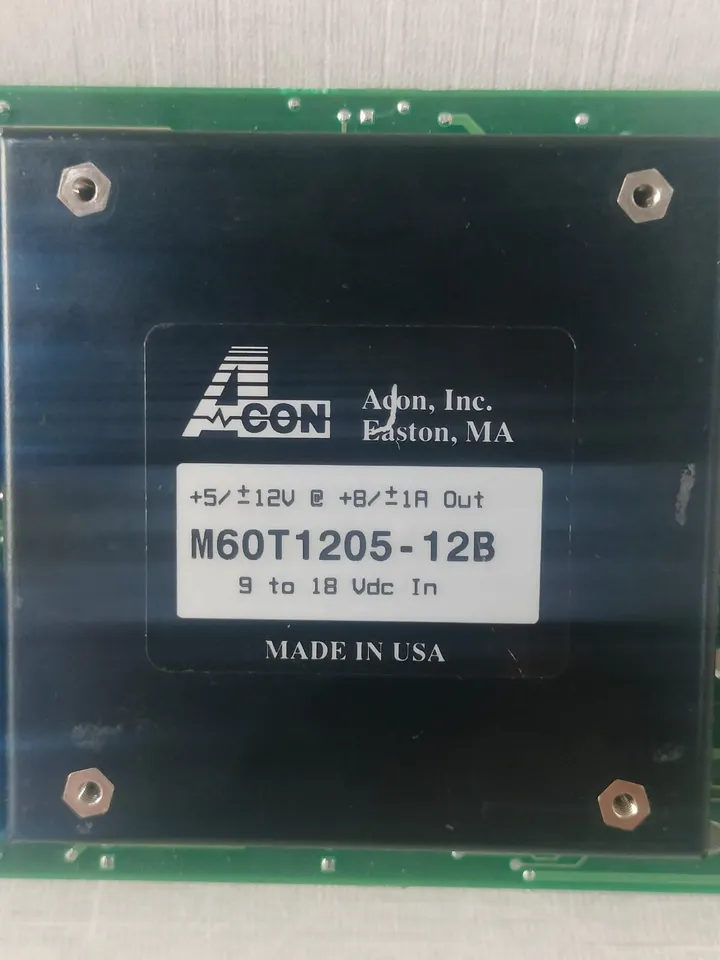 ACON
Acon, Inc.
Easton, MA
+5/±12V @ +8/±1A Out
M60T1205-12B
9 to 18 Vdc In
MADE IN USA